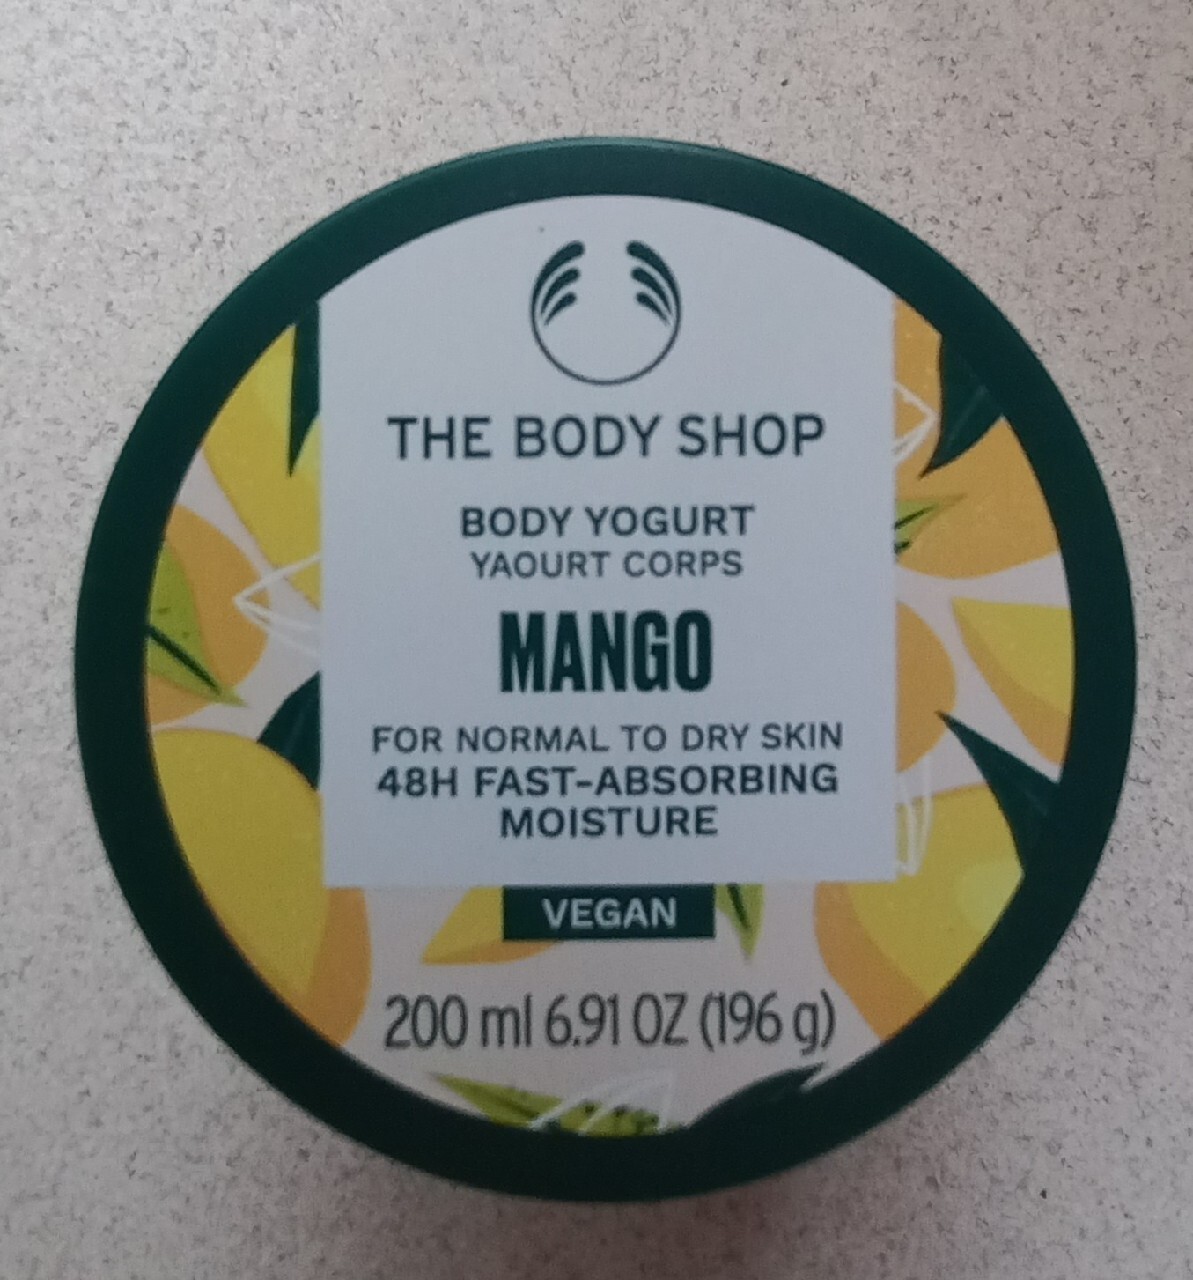 THE BODY SHOP
BODY YOGURT
YAOURT CORPS
MANGO
FOR NORMAL TO DRY SKIN
48H FAST-ABSORBING
MOISTURE
VEGAN
200 ml 6.91 OZ (196 g)